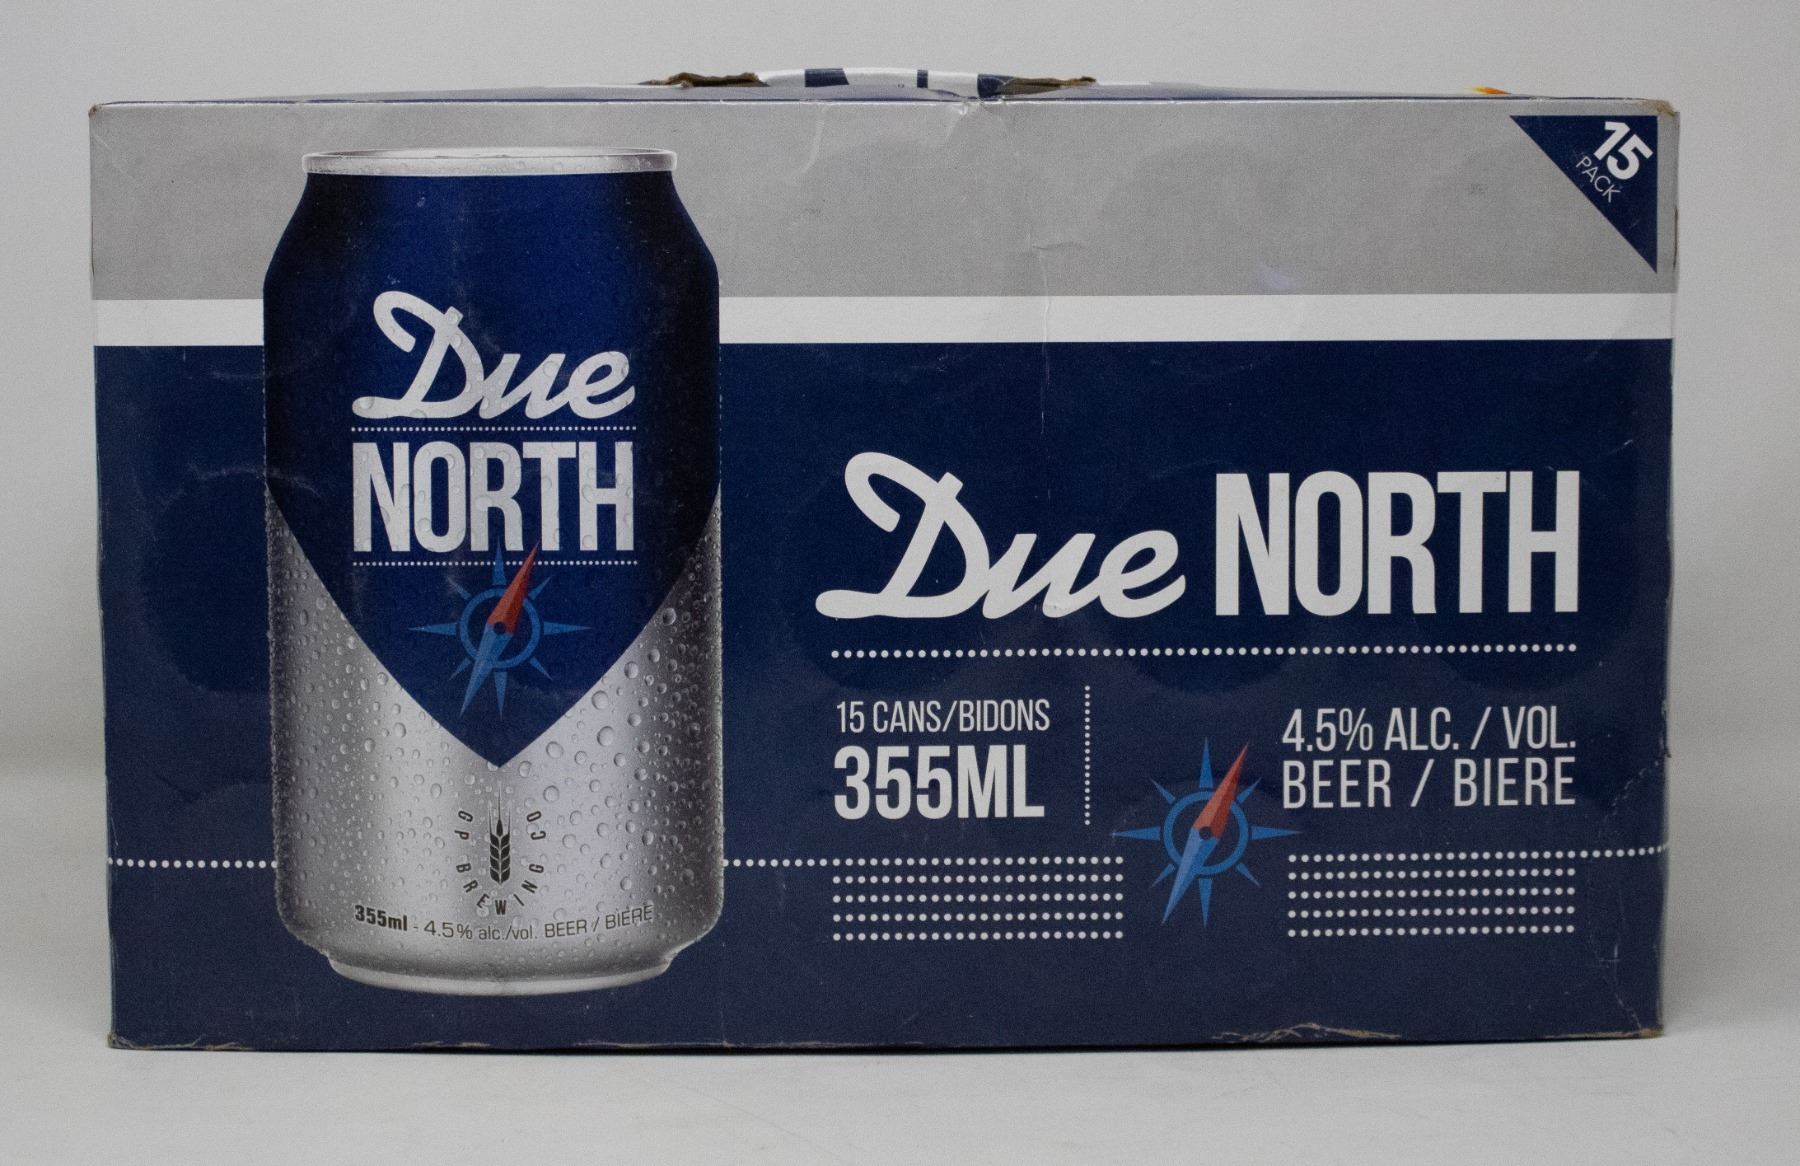 15
PACK
Due
NORTH
GP BREWING CO
355ml - 4.5% alc./vol. BEER / BIÈRE
Due NORTH
15 CANS/BIDONS
355ML
4.5% ALC. / VOL.
BEER / BIERE